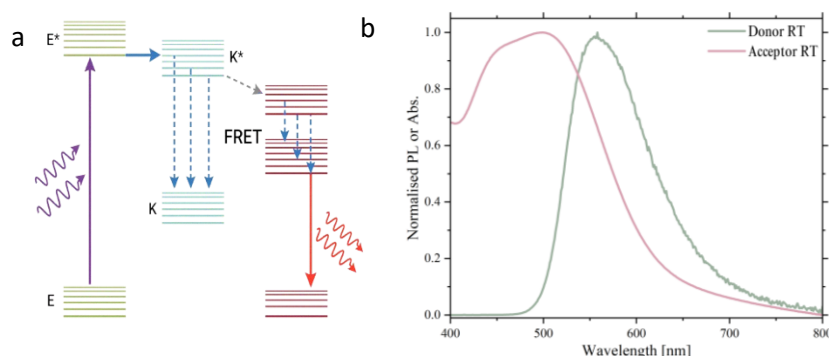 a
E*
K*
FRET
K
E
b
Donor RT
Acceptor RT
Normalised PL or Abs.
1.0
0.8
0.6
0.4
0.2
0.0
400
500
600
700
800
Wavelength [nm]